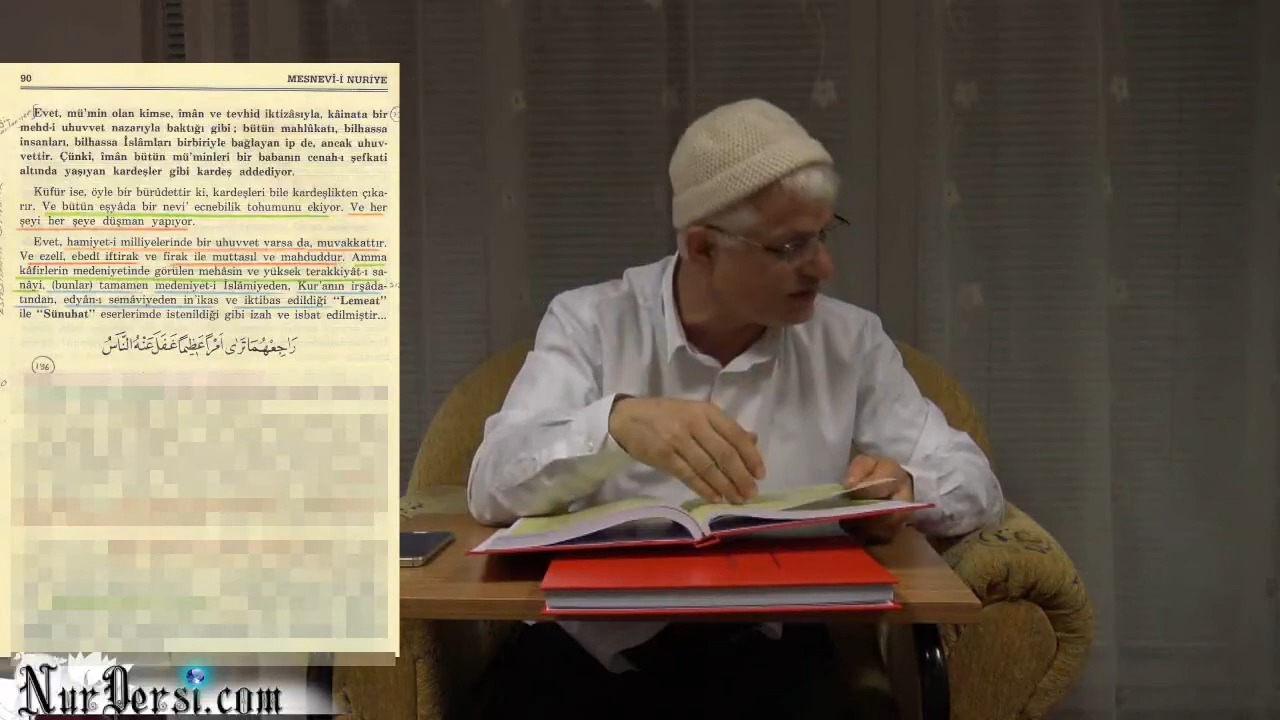 90 MESNEVÎ-İ NURİYE
Evet, mü'min olan kimse, îmân ve tevhid iktizâsıyla, kâinata bir
mehd-i uhuvvet nazarıyla baktığı gibi; bütün mahlûkatı, bilhassa
insanları, bilhassa İslâmları birbiriyle bağlayan ip de, ancak uhuv-
vettir. Çünki, îmân bütün mü'minleri bir babanın cenah-ı şefkati
altında yaşıyan kardeşler gibi kardeş addediyor.
Küfür ise, öyle bir bürûdettir ki, kardeşleri bile kardeşlikten çıka-
rır. Ve bütün eşyâda bir nevi' ecnebilik tohumunu ekiyor. Ve her
şeyi her şeye düşman yapıyor.
Evet, hamiyet-i milliyelerinde bir uhuvvet varsa da, muvakkattır.
Ve ezelî, ebedî iftirak ve firak ile muttasıl ve mahduddur. Amma
kâfirlerin medeniyetinde görülen mehâsin ve yüksek terakkiyât-ı sa-
nâyi, (bunlar) tamamen medeniyet-i İslâmiyeden, Kur'anın irşâda-
tından, edyân-ı semâviyeden in'ikas ve iktibas edildiği "Lemeat"
ile "Sünuhat" eserlerimde istenildiği gibi izah ve isbat edilmiştir...
رَاجِعْهُمَا تَرٰى اَمْرًا عَظِيمًا غَفَلَ عَنْهُ النَّاسُ
196
NurDersi.com